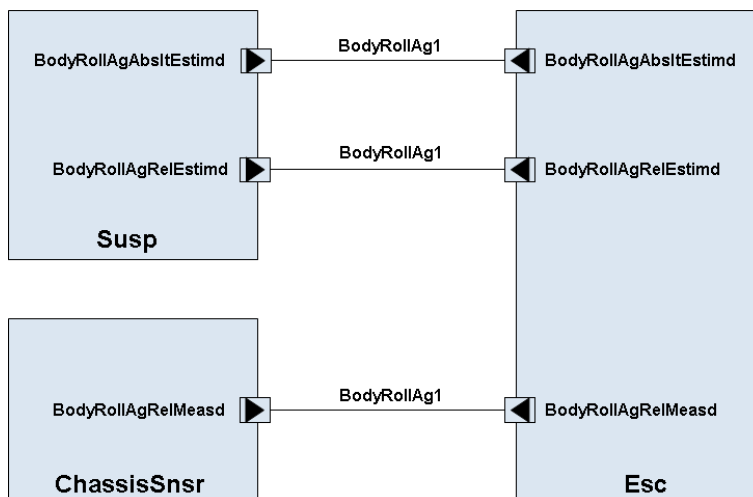 BodyRollAg1
BodyRollAgAbsltEstimd
BodyRollAgAbsltEstimd
BodyRollAg1
BodyRollAgRelEstimd
BodyRollAgRelEstimd
Susp
BodyRollAg1
BodyRollAgRelMeasd
BodyRollAgRelMeasd
ChassisSnsr
Esc